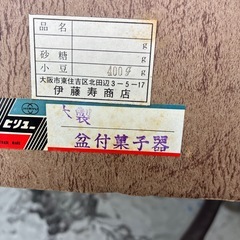 品名 g
砂糖 g
小豆 400g g
大阪市東住吉区北田辺3-5-17
伊藤寿商店
ヒリュー
木製
盆付菓子器